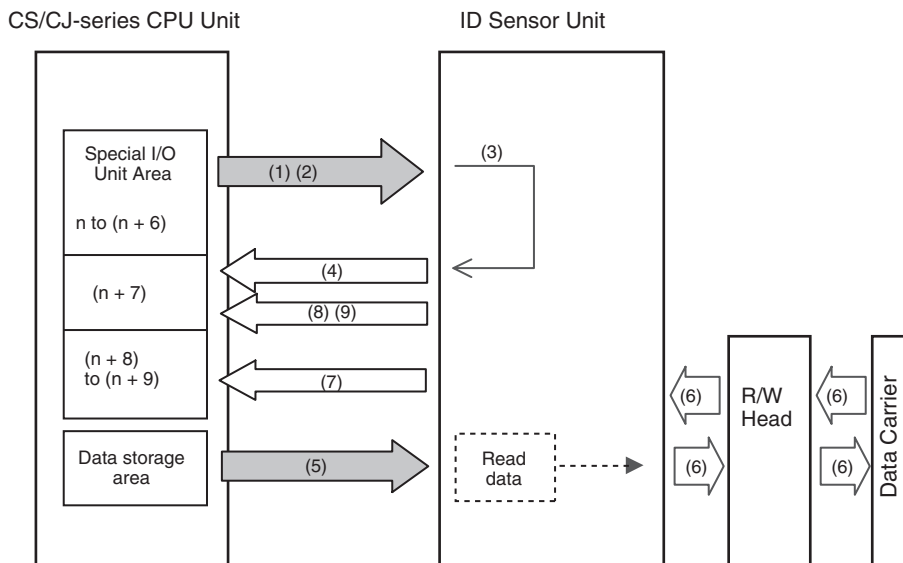 CS/CJ-series CPU Unit
ID Sensor Unit
Special I/O
Unit Area
n to (n + 6)
(1) (2)
(3)
(4)
(n + 7)
(8) (9)
(n + 8)
to (n + 9)
(7)
(6)
(6)
R/W
Head
Data Carrier
Data storage
area
(5)
Read
data
(6)
(6)